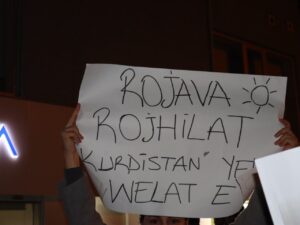 ROJAVA
ROJHILAT
KURDISTAN YEK
WELAT E